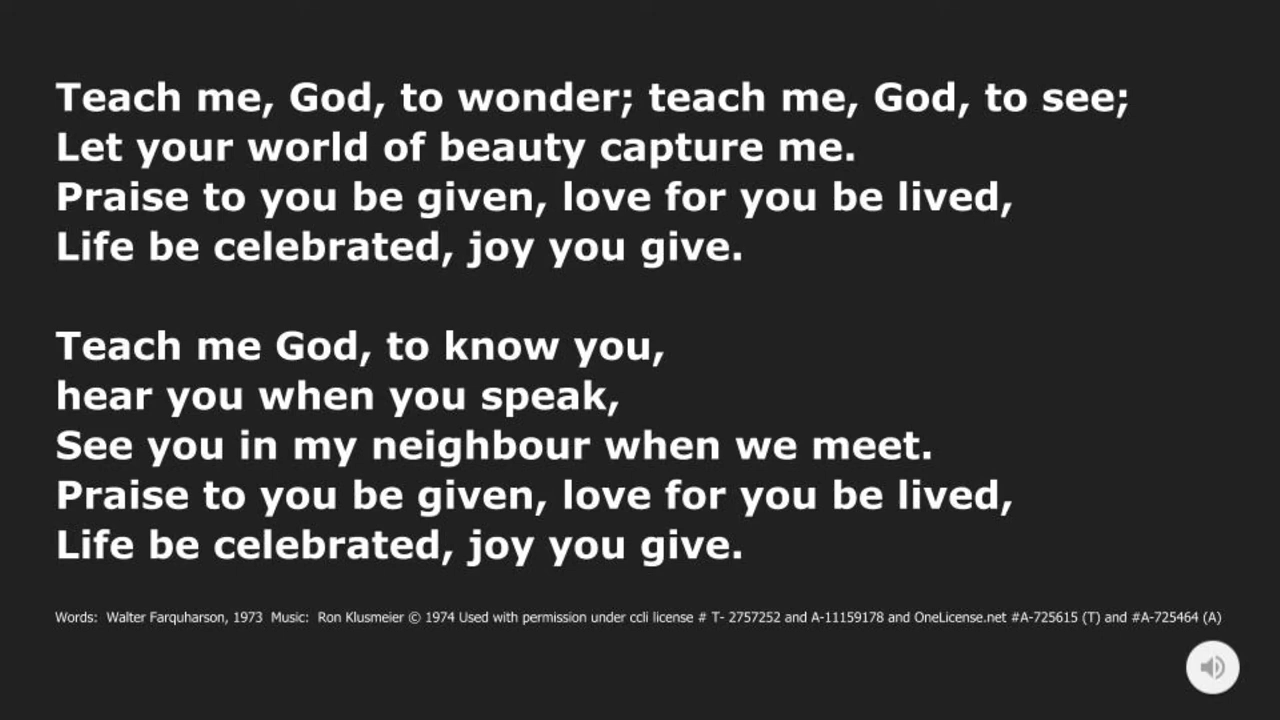 Teach me, God, to wonder; teach me, God, to see;
Let your world of beauty capture me.
Praise to you be given, love for you be lived,
Life be celebrated, joy you give.
Teach me God, to know you,
hear you when you speak,
See you in my neighbour when we meet.
Praise to you be given, love for you be lived,
Life be celebrated, joy you give.
Words:  Walter Farquharson, 1973  Music:  Ron Klusmeier © 1974 Used with permission under ccli license # T- 2757252 and A-11159178 and OneLicense.net #A-725615 (T) and #A-725464 (A)